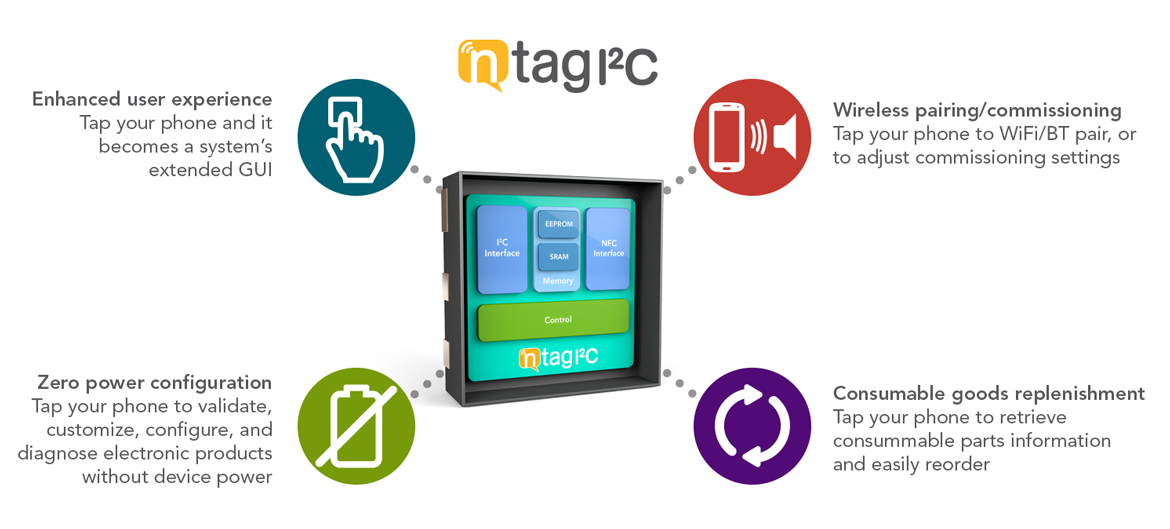 ntag I²C
Enhanced user experience
Tap your phone and it
becomes a system's
extended GUI
Wireless pairing/commissioning
Tap your phone to WiFi/BT pair, or
to adjust commissioning settings
I²C
Interface
EEPROM
SRAM
Memory
NFC
Interface
Control
ntag I²C
Zero power configuration
Tap your phone to validate,
customize, configure, and
diagnose electronic products
without device power
Consumable goods replenishment
Tap your phone to retrieve
consummable parts information
and easily reorder